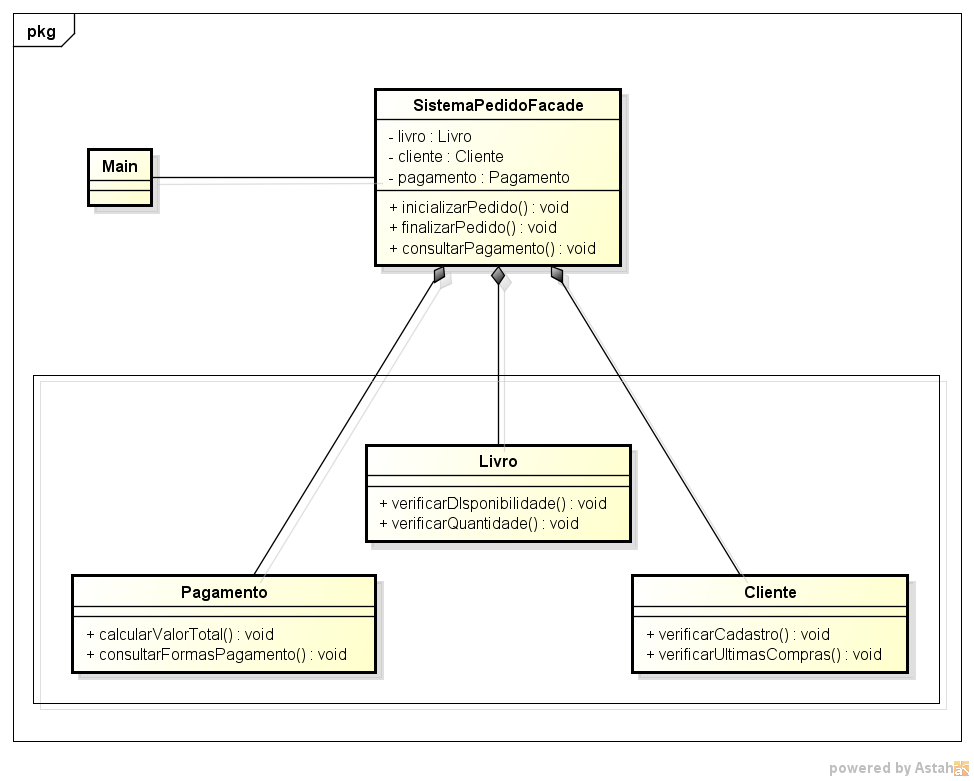 pkg
SistemaPedidoFacade
- livro : Livro
- cliente : Cliente
- pagamento : Pagamento
+ inicializarPedido() : void
+ finalizarPedido() : void
+ consultarPagamento() : void
Main
Livro
+ verificarDIsponibilidade() : void
+ verificarQuantidade() : void
Pagamento
+ calcularValorTotal() : void
+ consultarFormasPagamento() : void
Cliente
+ verificarCadastro() : void
+ verificarUltimasCompras() : void
powered by Astah